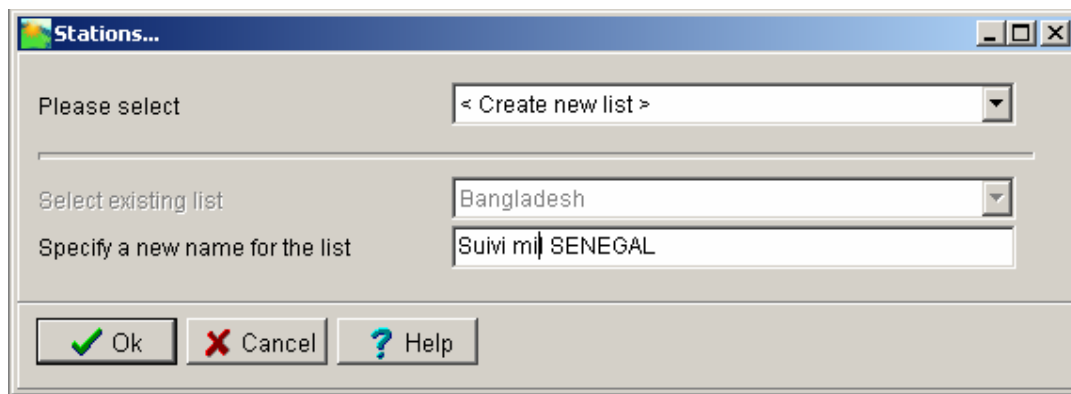 Stations...
Please select < Create new list >
Select existing list Bangladesh
Specify a new name for the list Suivi mil SENEGAL
Ok Cancel ? Help